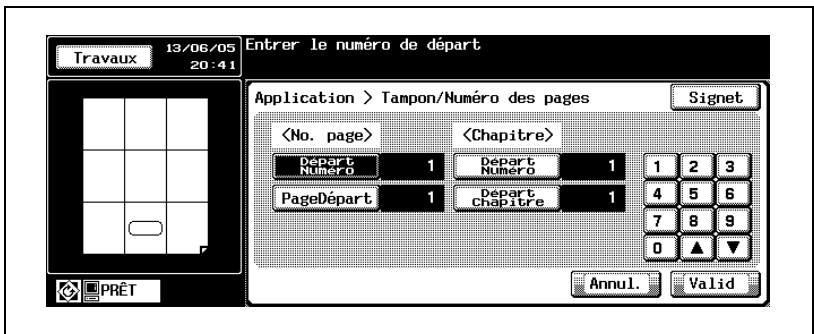 Travaux
13/06/05
20:41
Entrer le numéro de départ
Application > Tampon/Numéro des pages
Signet
<No. page>
<Chapitre>
Départ
Numéro
1
Départ
Numéro
1
PageDépart
1
Départ
Chapitre
1
1 2 3
4 5 6
7 8 9
0 ▲ ▼
PRÊT
Annul.
Valid